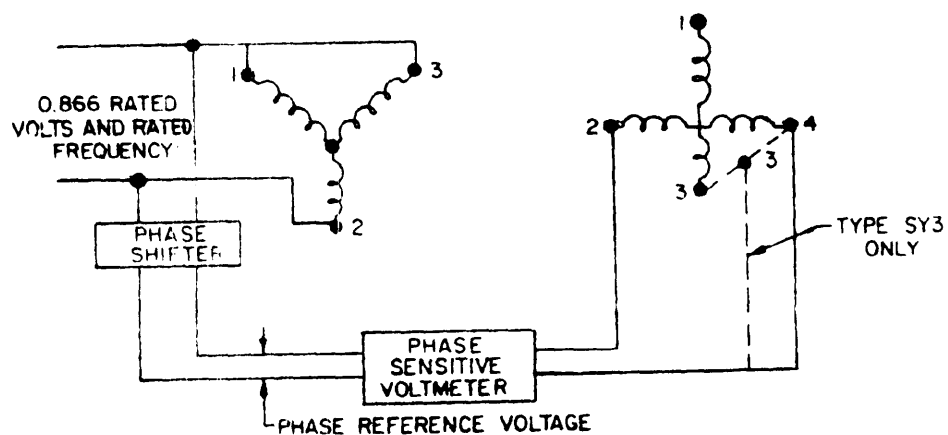 1
1
3
0.866 RATED
VOLTS AND RATED
FREQUENCY
2
4
3
3
2
TYPE SY3
ONLY
PHASE
SHIFTER
PHASE
SENSITIVE
VOLTMETER
PHASE REFERENCE VOLTAGE